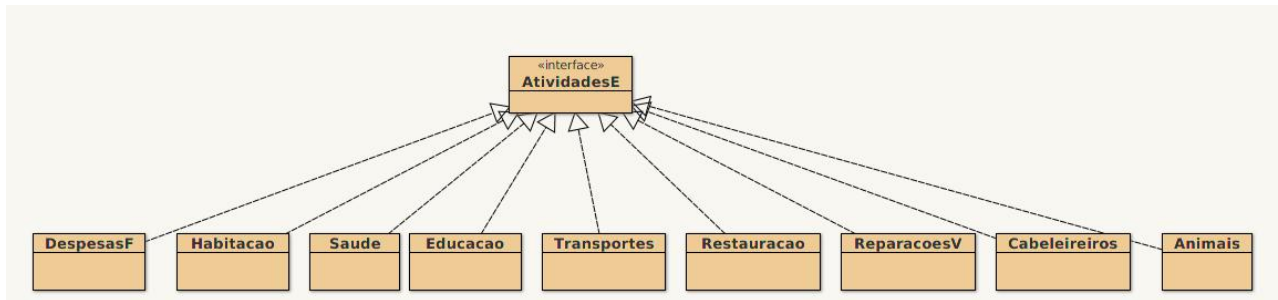 «interface»
AtividadesE
DespesasF
Habitacao
Saude
Educacao
Transportes
Restauracao
ReparacoesV
Cabeleireiros
Animais